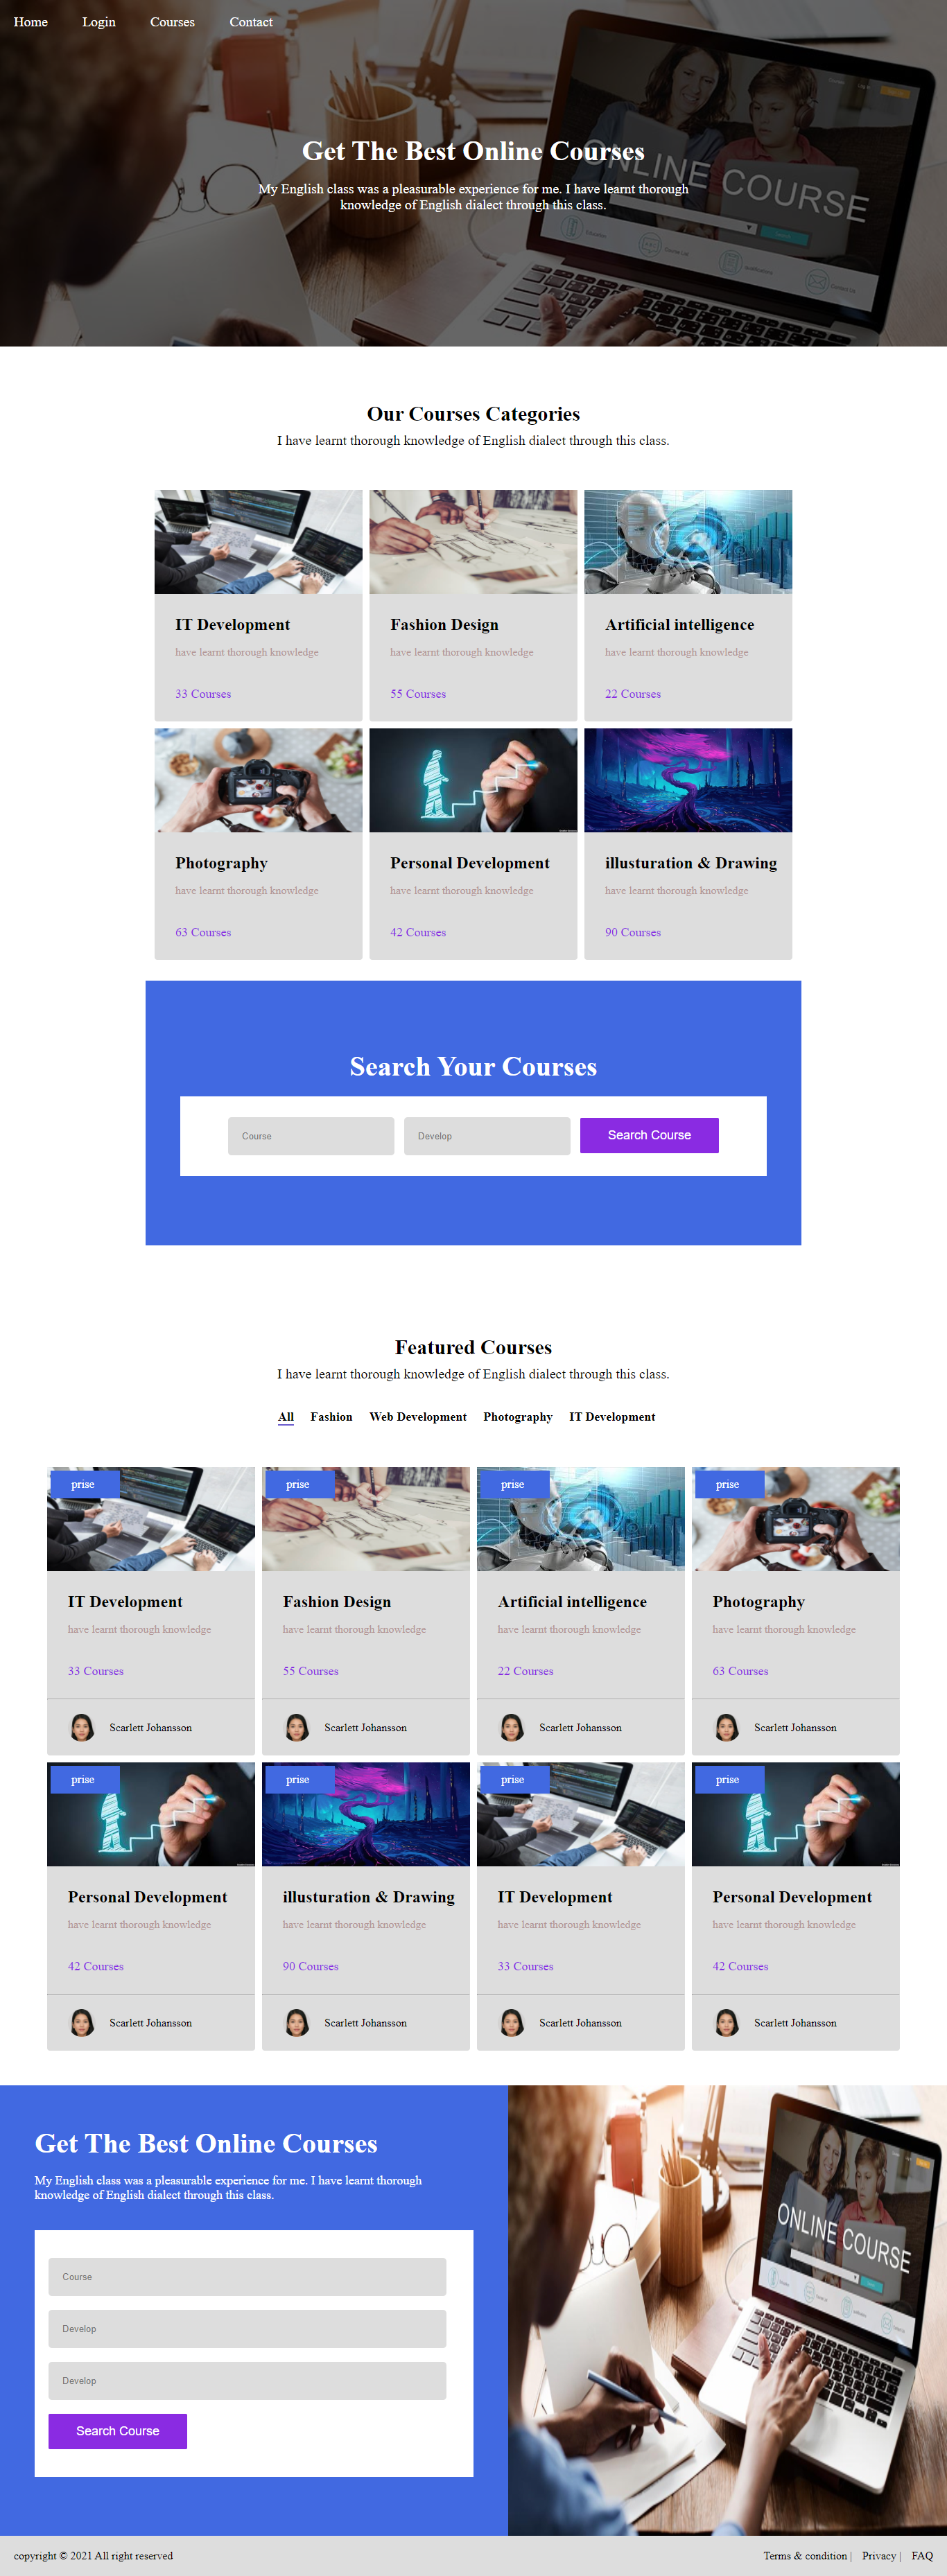 Home Login Courses Contact
Get The Best Online Courses
My English class was a pleasurable experience for me. I have learnt thorough
knowledge of English dialect through this class.
ONLINE COURSE
Our Courses Categories
I have learnt thorough knowledge of English dialect through this class.
IT Development
have learnt thorough knowledge
33 Courses
Fashion Design
have learnt thorough knowledge
55 Courses
Artificial intelligence
have learnt thorough knowledge
22 Courses
Photography
have learnt thorough knowledge
63 Courses
Personal Development
have learnt thorough knowledge
42 Courses
illusturation & Drawing
have learnt thorough knowledge
90 Courses
Search Your Courses
Course
Develop
Search Course
Featured Courses
I have learnt thorough knowledge of English dialect through this class.
All Fashion Web Development Photography IT Development
prise
IT Development
have learnt thorough knowledge
33 Courses
Scarlett Johansson
prise
Fashion Design
have learnt thorough knowledge
55 Courses
Scarlett Johansson
prise
Artificial intelligence
have learnt thorough knowledge
22 Courses
Scarlett Johansson
prise
Photography
have learnt thorough knowledge
63 Courses
Scarlett Johansson
prise
Personal Development
have learnt thorough knowledge
42 Courses
Scarlett Johansson
prise
illusturation & Drawing
have learnt thorough knowledge
90 Courses
Scarlett Johansson
prise
IT Development
have learnt thorough knowledge
33 Courses
Scarlett Johansson
prise
Personal Development
have learnt thorough knowledge
42 Courses
Scarlett Johansson
Get The Best Online Courses
My English class was a pleasurable experience for me. I have learnt thorough
knowledge of English dialect through this class.
Course
Develop
Develop
Search Course
ONLINE COURSE
copyright © 2021 All right reserved
Terms & condition | Privacy | FAQ